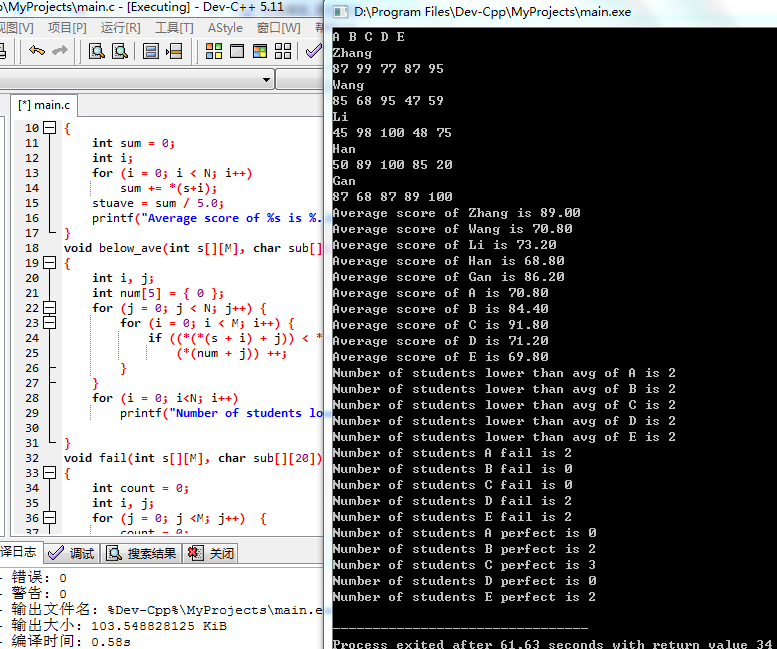 o\MyProjects\main.c - [Executing] - Dev-C++ 5.11
视图[V] 项目[P] 运行[R] 工具[T] AStyle 窗口[W]
[*] main.c
10 {
11 int sum = 0;
12 int i;
13 for (i = 0; i < N; i++)
14 sum += *(s+i);
15 stuave = sum / 5.0;
16 printf("Average score of %s is %.
17 }
18 void below_ave(int s[][M], char sub[]
19 {
20 int i, j;
21 int num[5] = { 0 };
22 for (j = 0; j < N; j++) {
23 for (i = 0; i < M; i++) {
24 if ((*(*(s + i) + j)) < *
25 (*(num + j)) ++;
26 }
27 }
28 for (i = 0; i<N; i++)
29 printf("Number of students lo
30
31 }
32 void fail(int s[][M], char sub[][20])
33 {
34 int count = 0;
35 int i, j;
36 for (j = 0; j <M; j++) {
37 count = 0;
译日志 调试 搜索结果 关闭
- 错误: 0
- 警告: 0
- 输出文件名: %Dev-Cpp%\MyProjects\main.e
- 输出大小: 103.548828125 KiB
- 编译时间: 0.58s
D:\Program Files\Dev-Cpp\MyProjects\main.exe
A B C D E
Zhang
87 99 77 87 95
Wang
85 68 95 47 59
Li
45 98 100 48 75
Han
50 89 100 85 20
Gan
87 68 87 89 100
Average score of Zhang is 89.00
Average score of Wang is 70.80
Average score of Li is 73.20
Average score of Han is 68.80
Average score of Gan is 86.20
Average score of A is 70.80
Average score of B is 84.40
Average score of C is 91.80
Average score of D is 71.20
Average score of E is 69.80
Number of students lower than avg of A is 2
Number of students lower than avg of B is 2
Number of students lower than avg of C is 2
Number of students lower than avg of D is 2
Number of students lower than avg of E is 2
Number of students A fail is 2
Number of students B fail is 0
Number of students C fail is 0
Number of students D fail is 2
Number of students E fail is 2
Number of students A perfect is 0
Number of students B perfect is 2
Number of students C perfect is 3
Number of students D perfect is 0
Number of students E perfect is 2
--------------------------------
Process exited after 61.63 seconds with return value 34